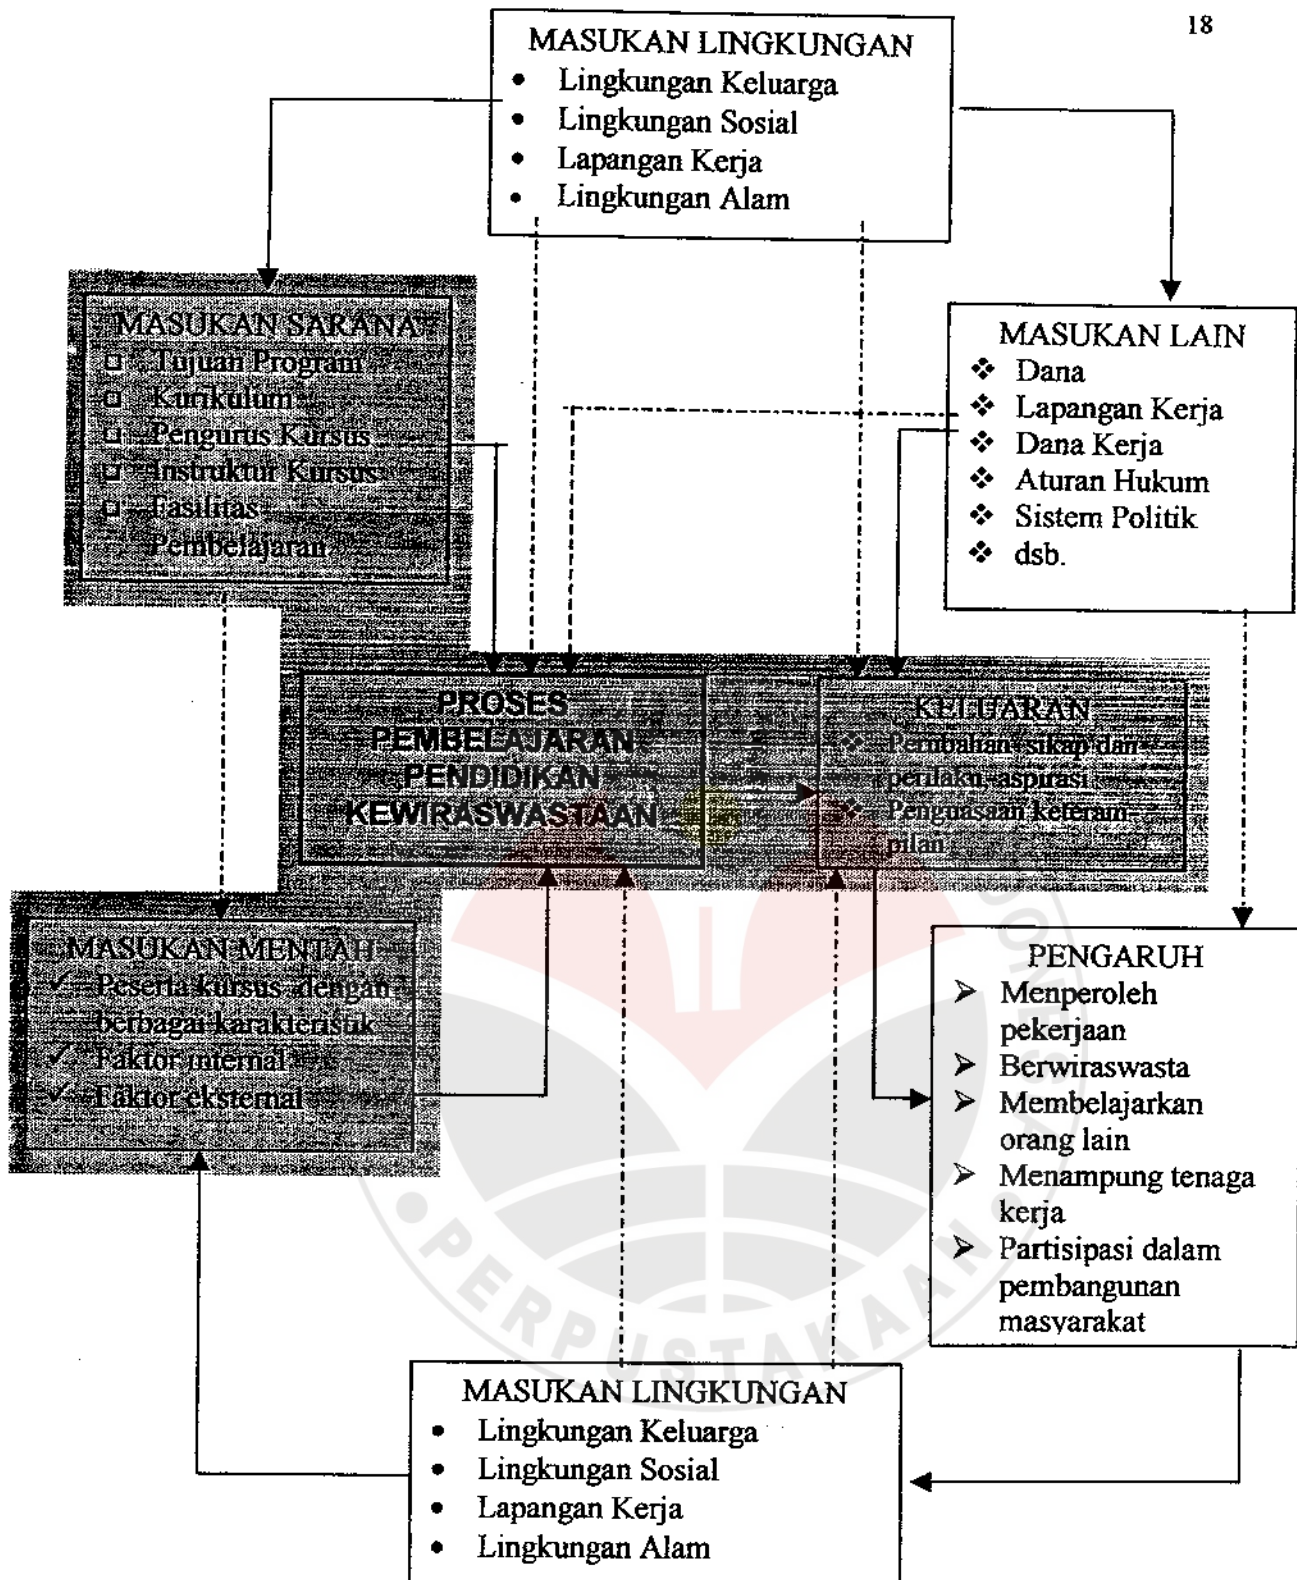 18
MASUKAN LINGKUNGAN
• Lingkungan Keluarga
• Lingkungan Sosial
• Lapangan Kerja
• Lingkungan Alam
MASUKAN SARANA
❑ Tujuan Program
❑ Kurikulum
❑ Pengurus Kursus
❑ Instruktur Kursus
❑ Fasilitas
Pembelajaran
MASUKAN LAIN
❖ Dana
❖ Lapangan Kerja
❖ Dana Kerja
❖ Aturan Hukum
❖ Sistem Politik
❖ dsb.
PROSES
PEMBELAJARAN
PENDIDIKAN
KEWIRASWASTAAN
KELUARAN
❖ Perubahan sikap dan
perilaku, aspirasi
❖ Penguasaan keteram-
pilan
MASUKAN MENTAH
✓ Peserta kursus dengan
berbagai karakteristik
✓ Faktor internal
✓ Faktor eksternal
PENGARUH
➢ Menperoleh
pekerjaan
➢ Berwiraswasta
➢ Membelajarkan
orang lain
➢ Menampung tenaga
kerja
➢ Partisipasi dalam
pembangunan
masyarakat
MASUKAN LINGKUNGAN
• Lingkungan Keluarga
• Lingkungan Sosial
• Lapangan Kerja
• Lingkungan Alam
PERPUSTAKAAN